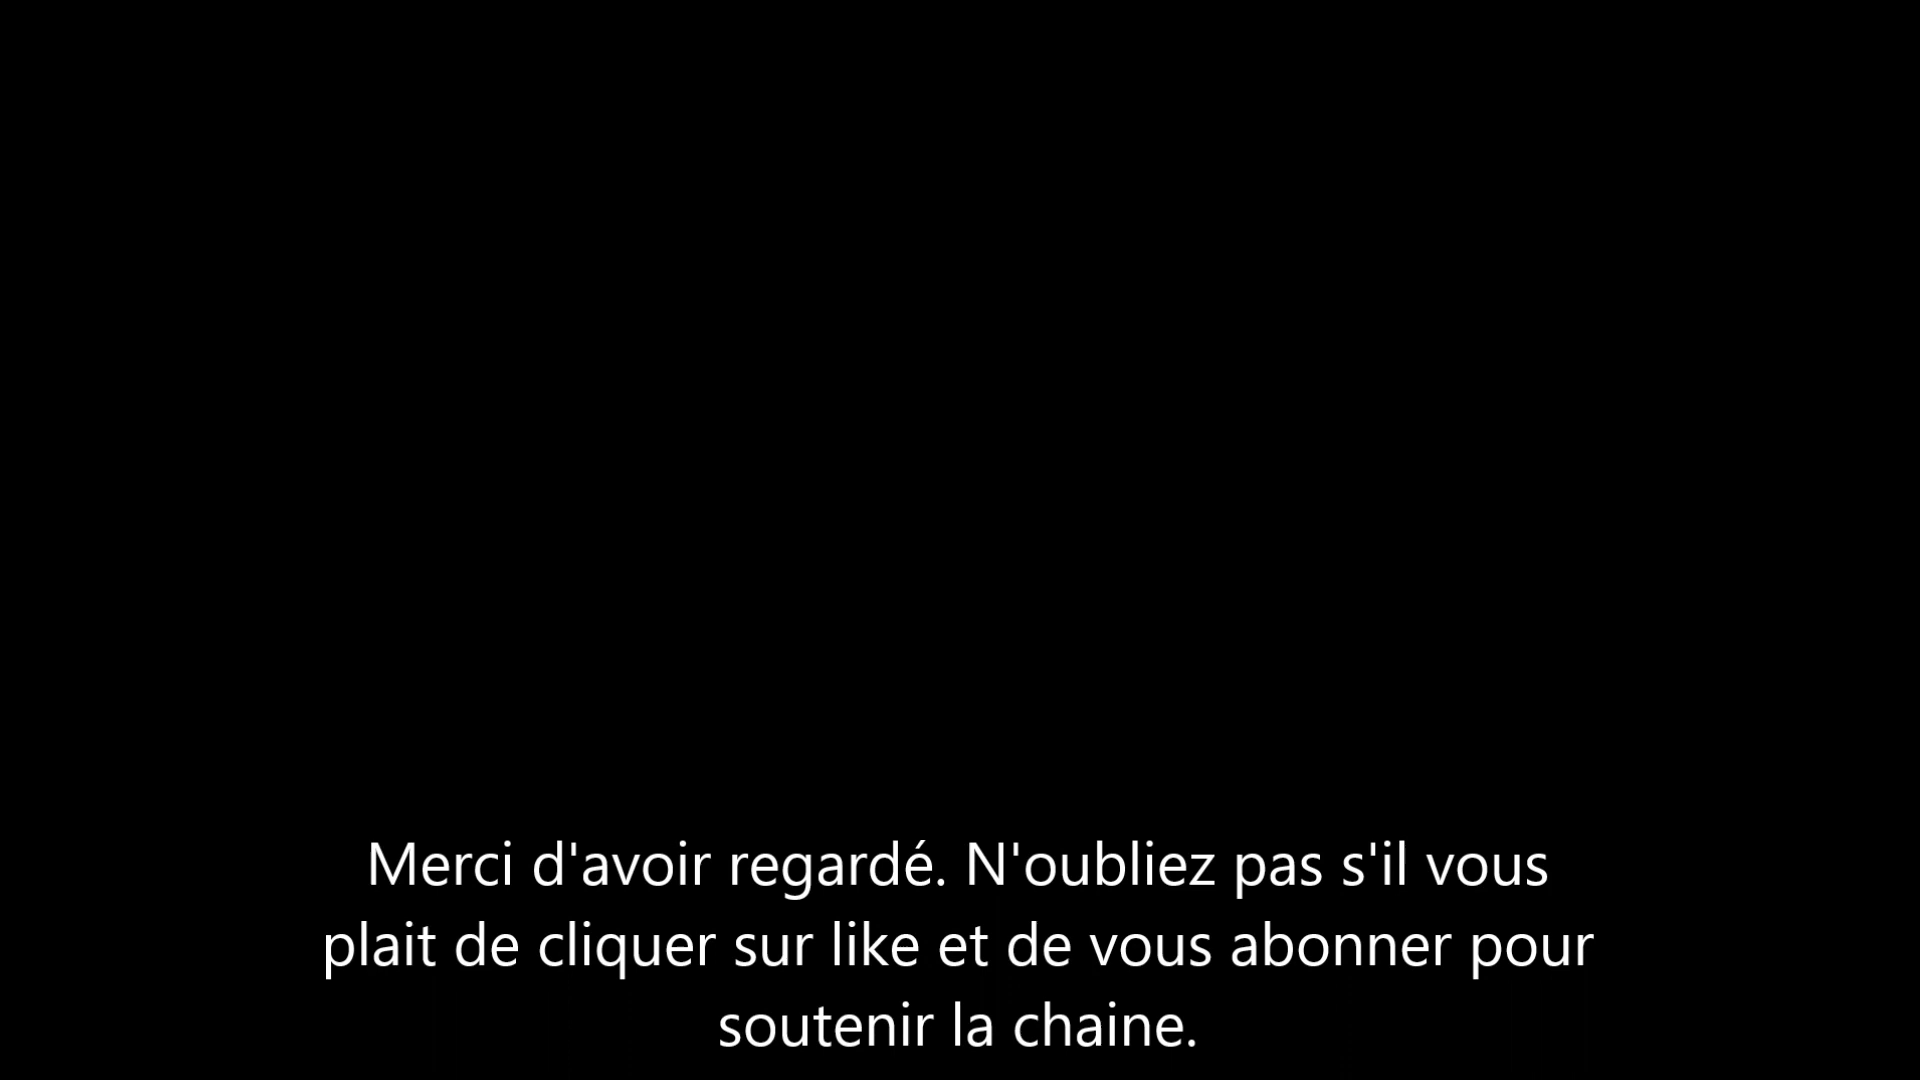 Merci d'avoir regardé. N'oubliez pas s'il vous
plait de cliquer sur like et de vous abonner pour
soutenir la chaine.